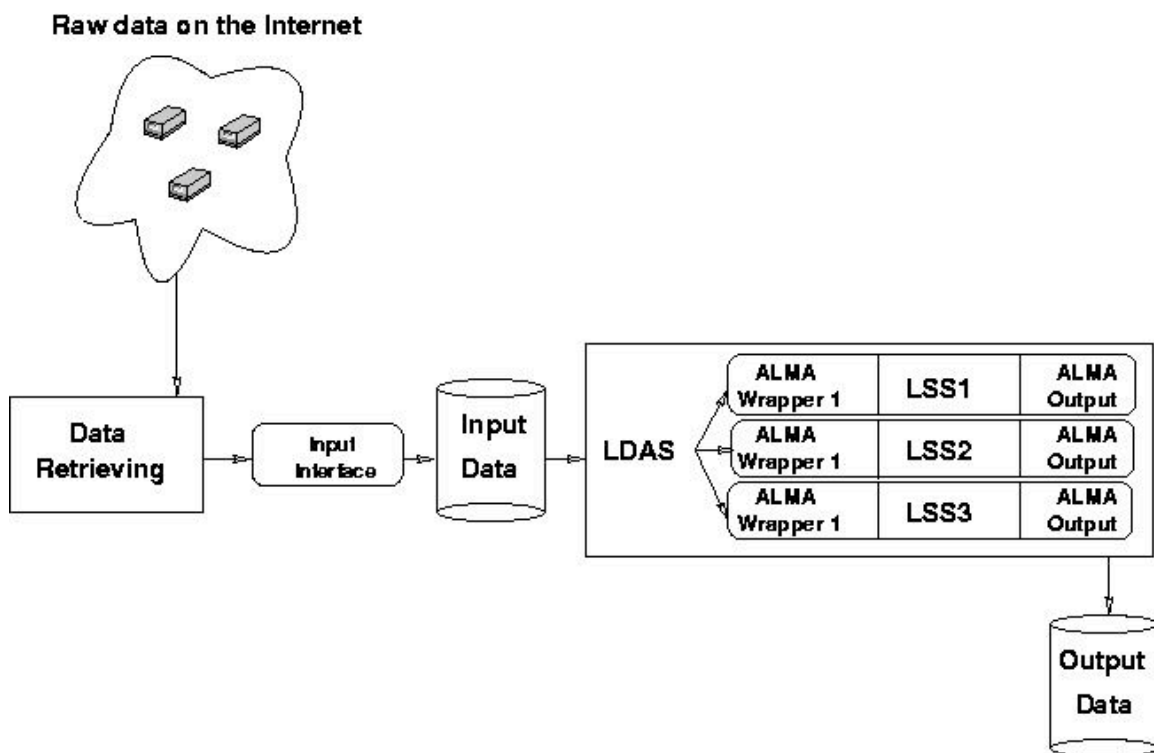 Raw data on the Internet
Data
Retrieving
Input
Interface
Input
Data
LDAS
ALMA
Wrapper 1
LSS1
ALMA
Output
ALMA
Wrapper 1
LSS2
ALMA
Output
ALMA
Wrapper 1
LSS3
ALMA
Output
Output
Data